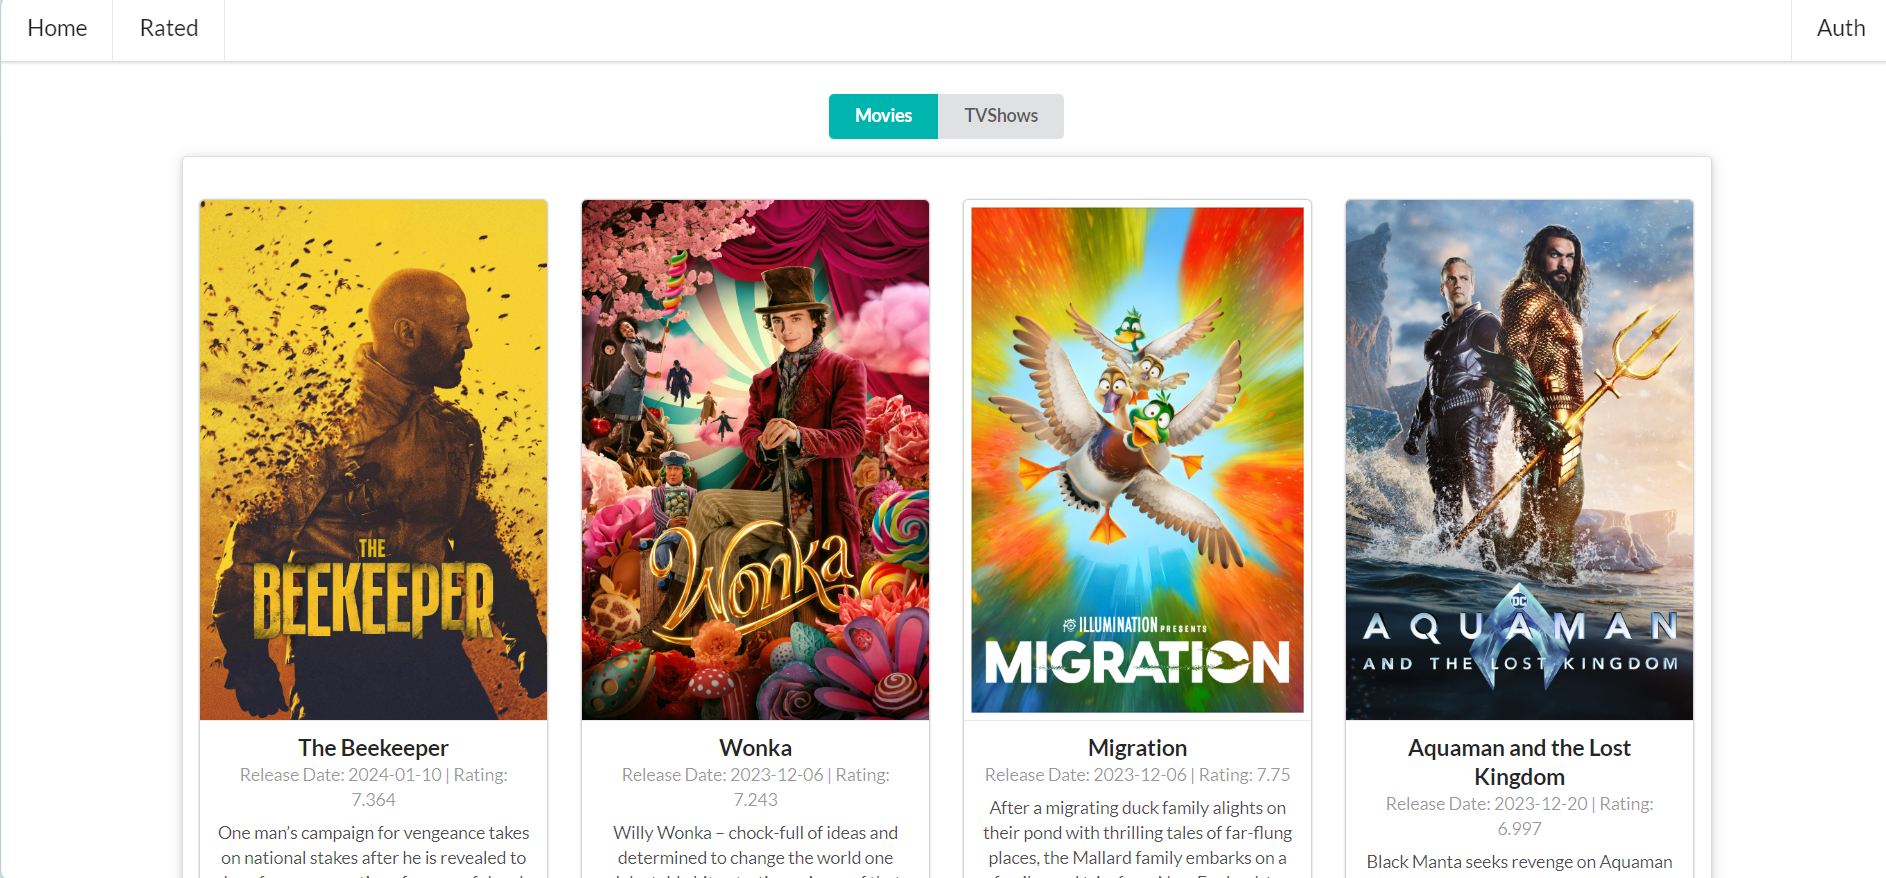 Home
Rated
Auth
Movies
TVShows
THE
BEEKEEPER
The Beekeeper
Release Date: 2024-01-10 | Rating:
7.364
One man’s campaign for vengeance takes
on national stakes after he is revealed to
Wonka
Wonka
Release Date: 2023-12-06 | Rating:
7.243
Willy Wonka – chock-full of ideas and
determined to change the world one
ILLUMINATION PRESENTS
MIGRATION
Migration
Release Date: 2023-12-06 | Rating: 7.75
After a migrating duck family alights on
their pond with thrilling tales of far-flung
places, the Mallard family embarks on a
DC
AQUAMAN
AND THE LOST KINGDOM
Aquaman and the Lost
Kingdom
Release Date: 2023-12-20 | Rating:
6.997
Black Manta seeks revenge on Aquaman